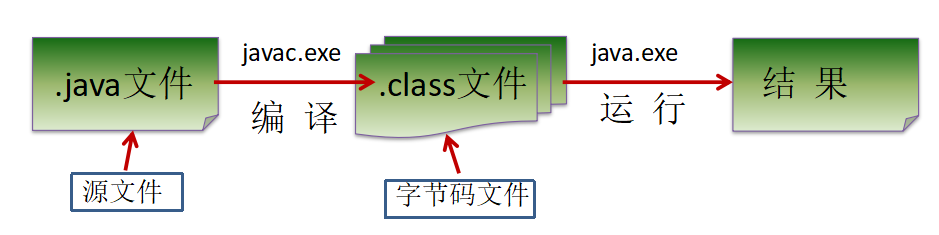 .java文件
javac.exe
编 译
.class文件
java.exe
运 行
结 果
源文件
字节码文件